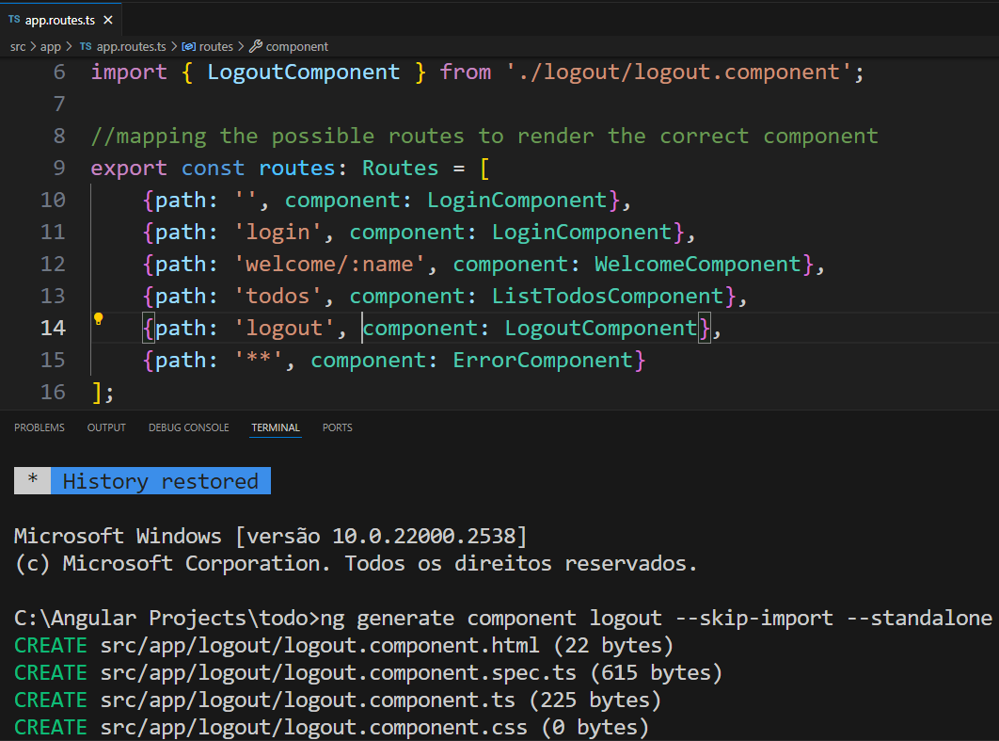 TS app.routes.ts ×
src > app > TS app.routes.ts > routes > component
6 import { LogoutComponent } from './logout/logout.component';
7
8 //mapping the possible routes to render the correct component
9 export const routes: Routes = [
10     {path: '', component: LoginComponent},
11     {path: 'login', component: LoginComponent},
12     {path: 'welcome/:name', component: WelcomeComponent},
13     {path: 'todos', component: ListTodosComponent},
14     {path: 'logout', component: LogoutComponent},
15     {path: '**', component: ErrorComponent}
16 ];
PROBLEMS OUTPUT DEBUG CONSOLE TERMINAL PORTS
* History restored
Microsoft Windows [versão 10.0.22000.2538]
(c) Microsoft Corporation. Todos os direitos reservados.
C:\Angular Projects\todo>ng generate component logout --skip-import --standalone
CREATE src/app/logout/logout.component.html (22 bytes)
CREATE src/app/logout/logout.component.spec.ts (615 bytes)
CREATE src/app/logout/logout.component.ts (225 bytes)
CREATE src/app/logout/logout.component.css (0 bytes)